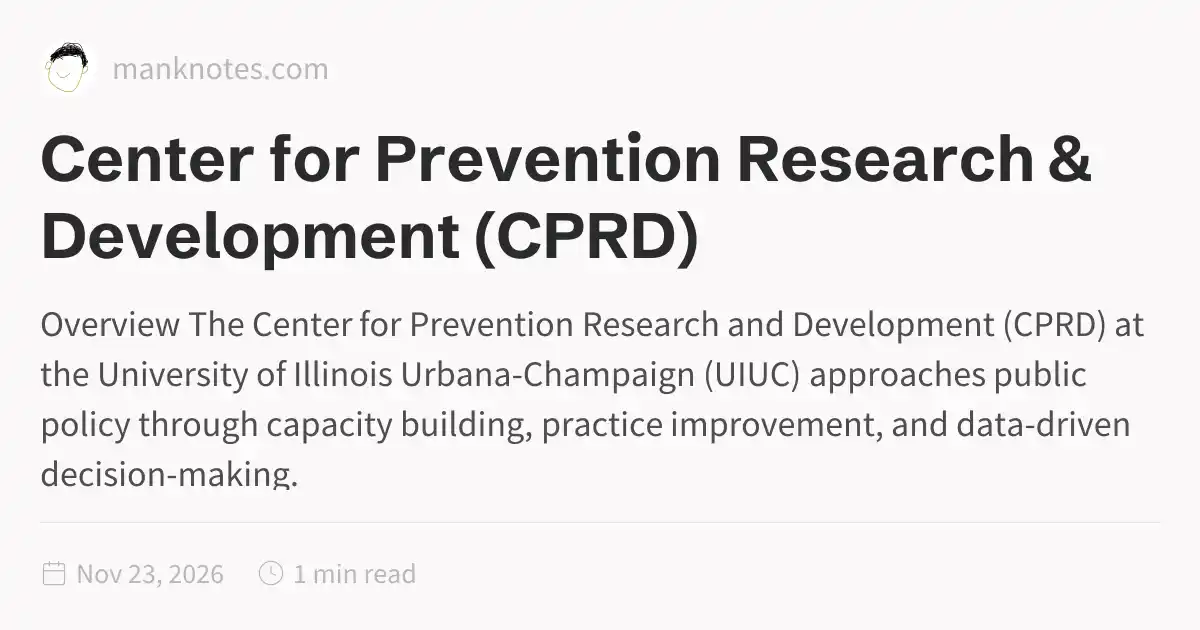 manknotes.com
Center for Prevention Research &
Development (CPRD)
Overview The Center for Prevention Research and Development (CPRD) at
the University of Illinois Urbana-Champaign (UIUC) approaches public
policy through capacity building, practice improvement, and data-driven
decision-making.
Nov 23, 2026 1 min read